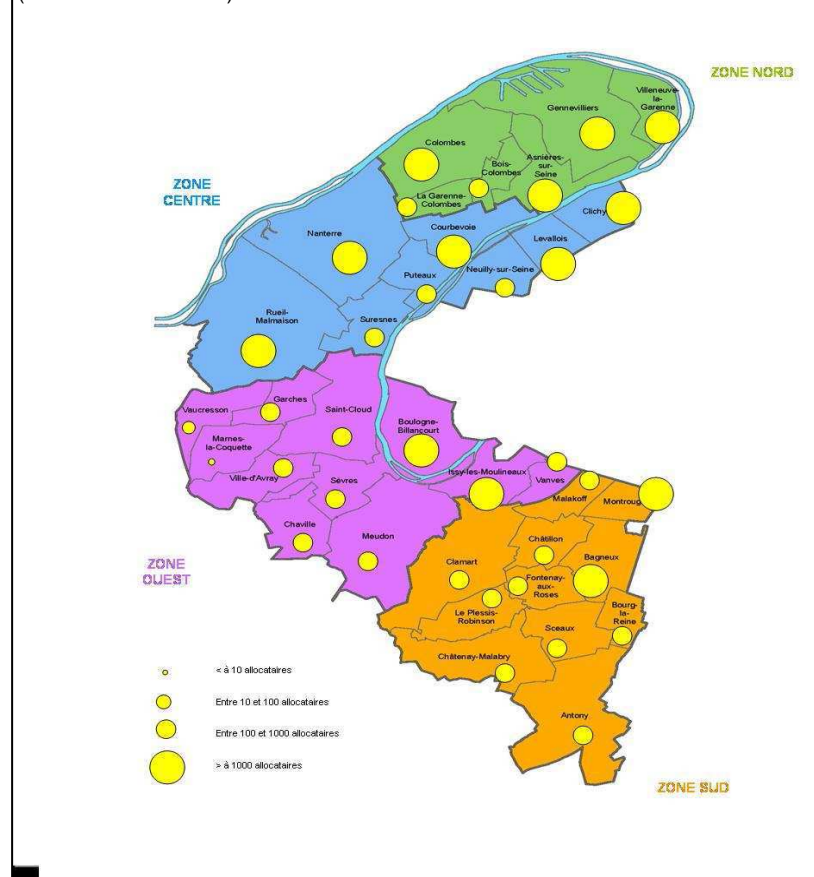 ZONE NORD
Villeneuve-
la-
Garenne
Gennevilliers
Colombes
Asnières-
sur-
Seine
Bois-
Colombes
La Garenne-
Colombes
ZONE
CENTRE
Clichy
Courbevoie
Nanterre
Levallois
Neuilly-sur-Seine
Puteaux
Rueil-
Malmaison
Suresnes
Garches
Vaucresson
Saint-Cloud
Boulogne-
Billancourt
Marnes-
la-Coquette
Issy-les-Moulineaux
Ville-d'Avray
Sèvres
Vanves
Malakoff
Montroug
Chaville
Meudon
Châtillon
Bagneux
ZONE
OUEST
Clamart
Fontenay-
aux-
Roses
Le Plessis-
Robinson
Bourg-
la-
Reine
Sceaux
Châtenay-Malabry
Antony
< à 10 allocataires
Entre 10 et 100 allocataires
Entre 100 et 1000 allocataires
> à 1000 allocataires
ZONE SUD